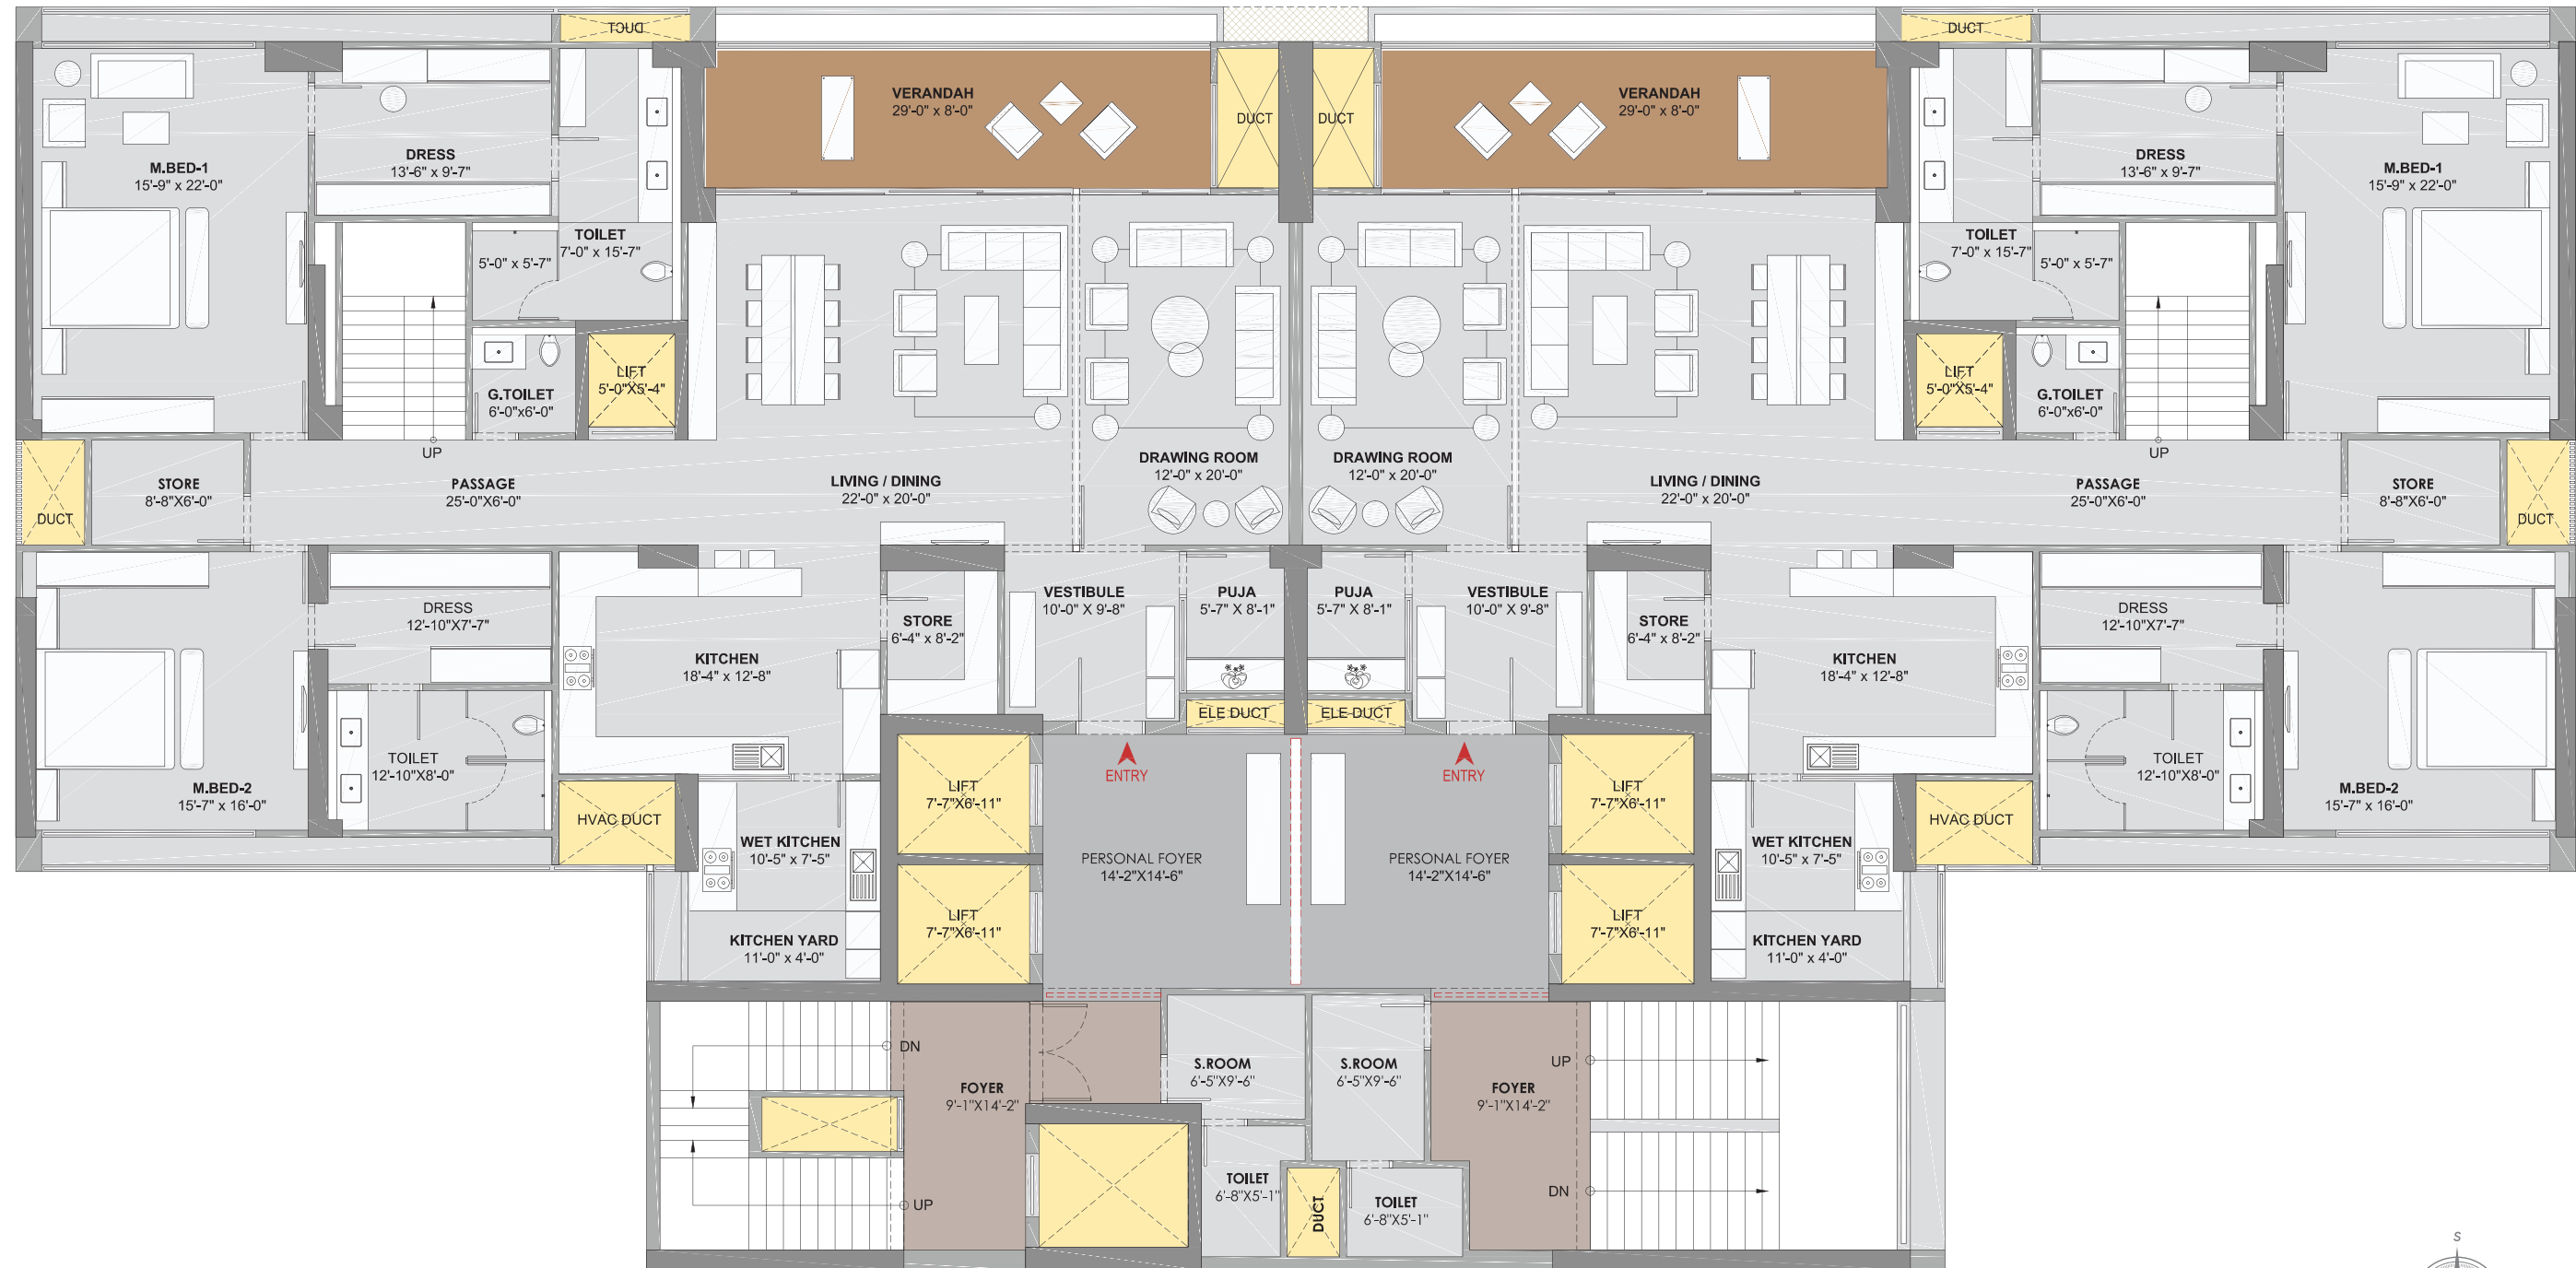 DUCT
DUCT
VERANDAH
29'-0" x 8'-0"
DUCT
DUCT
VERANDAH
29'-0" x 8'-0"
M.BED-1
15'-9" x 22'-0"
DRESS
13'-6" x 9'-7"
DRESS
13'-6" x 9'-7"
M.BED-1
15'-9" x 22'-0"
TOILET
7'-0" x 15'-7"
5'-0" x 5'-7"
TOILET
7'-0" x 15'-7"
5'-0" x 5'-7"
G.TOILET
6'-0"x6'-0"
LIFT
5'-0"X5'-4"
LIFT
5'-0"X5'-4"
G.TOILET
6'-0"x6'-0"
UP
UP
DUCT
STORE
8'-8"X6'-0"
PASSAGE
25'-0"X6'-0"
LIVING / DINING
22'-0" x 20'-0"
DRAWING ROOM
12'-0" x 20'-0"
DRAWING ROOM
12'-0" x 20'-0"
LIVING / DINING
22'-0" x 20'-0"
PASSAGE
25'-0"X6'-0"
STORE
8'-8"X6'-0"
DUCT
DRESS
12'-10"X7'-7"
KITCHEN
18'-4" x 12'-8"
STORE
6'-4" x 8'-2"
VESTIBULE
10'-0" X 9'-8"
PUJA
5'-7" X 8'-1"
PUJA
5'-7" X 8'-1"
VESTIBULE
10'-0" X 9'-8"
STORE
6'-4" x 8'-2"
KITCHEN
18'-4" x 12'-8"
DRESS
12'-10"X7'-7"
ELE DUCT
ELE DUCT
M.BED-2
15'-7" x 16'-0"
TOILET
12'-10"X8'-0"
HVAC DUCT
WET KITCHEN
10'-5" x 7'-5"
LIFT
7'-7"X6'-11"
ENTRY
ENTRY
LIFT
7'-7"X6'-11"
WET KITCHEN
10'-5" x 7'-5"
HVAC DUCT
TOILET
12'-10"X8'-0"
M.BED-2
15'-7" x 16'-0"
PERSONAL FOYER
14'-2"X14'-6"
PERSONAL FOYER
14'-2"X14'-6"
KITCHEN YARD
11'-0" x 4'-0"
LIFT
7'-7"X6'-11"
LIFT
7'-7"X6'-11"
KITCHEN YARD
11'-0" x 4'-0"
DN
UP
FOYER
9'-1"X14'-2"
S.ROOM
6'-5"X9'-6"
S.ROOM
6'-5"X9'-6"
FOYER
9'-1"X14'-2"
UP
DN
TOILET
6'-8"X5'-1"
DUCT
TOILET
6'-8"X5'-1"
S